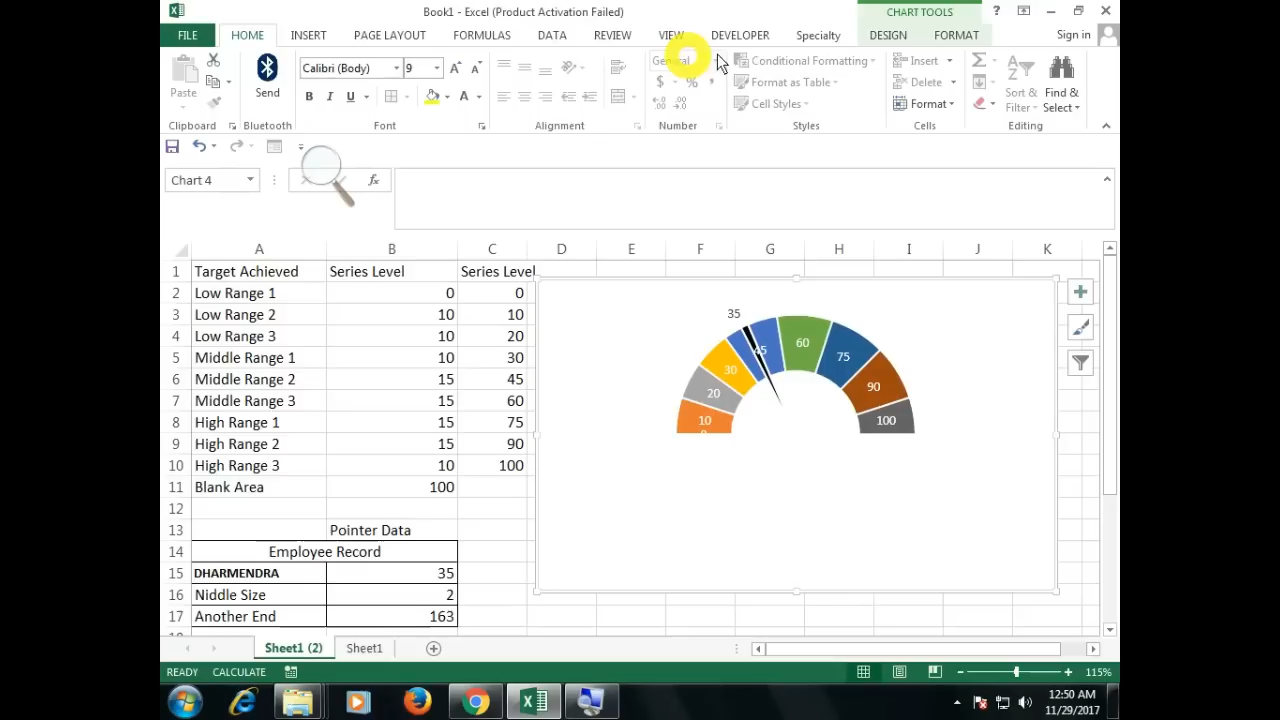 Book1 - Excel (Product Activation Failed)
CHART TOOLS
FILE HOME INSERT PAGE LAYOUT FORMULAS DATA REVIEW VIEW DEVELOPER Specialty DESIGN FORMAT Sign in
Calibri (Body) 9
General
Conditional Formatting
Insert
Paste
Send
B I U
$ %
Format as Table
Delete
Sort & Filter
Find & Select
Cell Styles
Format
Clipboard Bluetooth Font Alignment Number Styles Cells Editing
Chart 4
fx
A B C D E F G H I J K
1 Target Achieved Series Level Series Level
2 Low Range 1 0 0
3 Low Range 2 10 10
4 Low Range 3 10 20
5 Middle Range 1 10 30
6 Middle Range 2 15 45
7 Middle Range 3 15 60
8 High Range 1 15 75
9 High Range 2 15 90
10 High Range 3 10 100
11 Blank Area 100
12
13 Pointer Data
14 Employee Record
15 DHARMENDRA 35
16 Niddle Size 2
17 Another End 163
35
10
20
30
45
60
75
90
100
Sheet1 (2) Sheet1
READY CALCULATE
115%
12:50 AM
11/29/2017